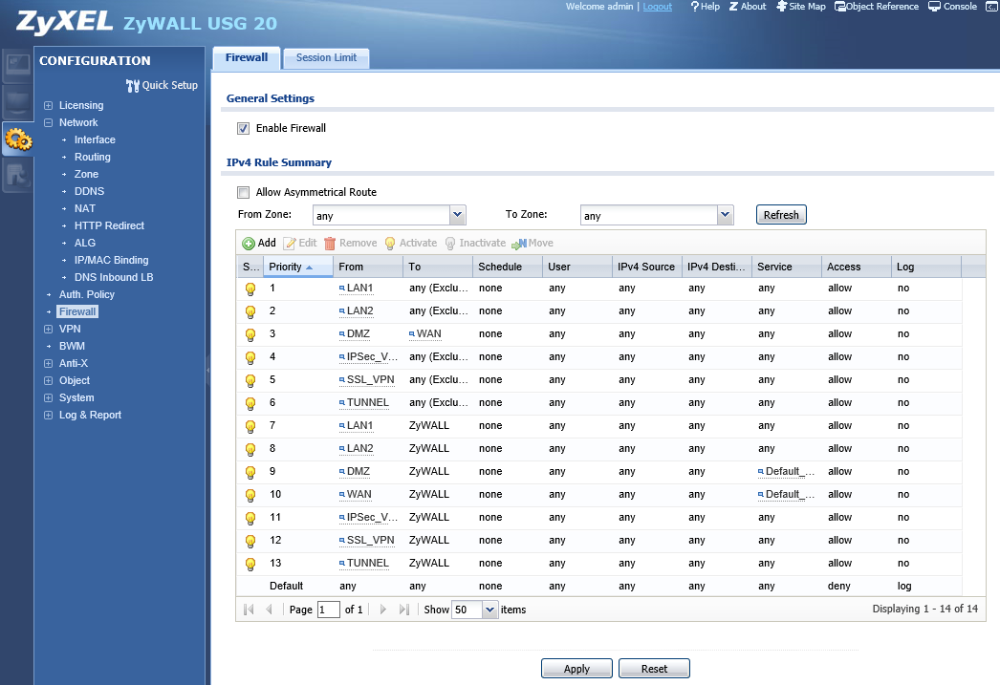 ZyXEL ZyWALL USG 20
Welcome admin | Logout ?Help Z About Site Map Object Reference Console
CONFIGURATION
Quick Setup
Licensing
Network
Interface
Routing
Zone
DDNS
NAT
HTTP Redirect
ALG
IP/MAC Binding
DNS Inbound LB
Auth. Policy
Firewall
VPN
BWM
Anti-X
Object
System
Log & Report
Firewall Session Limit
General Settings
Enable Firewall
IPv4 Rule Summary
Allow Asymmetrical Route
From Zone: any To Zone: any Refresh
Add Edit Remove Activate Inactivate Move
S... Priority From To Schedule User IPv4 Source IPv4 Desti... Service Access Log
1 LAN1 any (Exclu... none any any any any allow no
2 LAN2 any (Exclu... none any any any any allow no
3 DMZ WAN none any any any any allow no
4 IPSec_V... any (Exclu... none any any any any allow no
5 SSL_VPN any (Exclu... none any any any any allow no
6 TUNNEL any (Exclu... none any any any any allow no
7 LAN1 ZyWALL none any any any any allow no
8 LAN2 ZyWALL none any any any any allow no
9 DMZ ZyWALL none any any any Default_... allow no
10 WAN ZyWALL none any any any Default_... allow no
11 IPSec_V... ZyWALL none any any any any allow no
12 SSL_VPN ZyWALL none any any any any allow no
13 TUNNEL ZyWALL none any any any any allow no
Default any any none any any any any deny log
Page 1 of 1 Show 50 items Displaying 1 - 14 of 14
Apply Reset